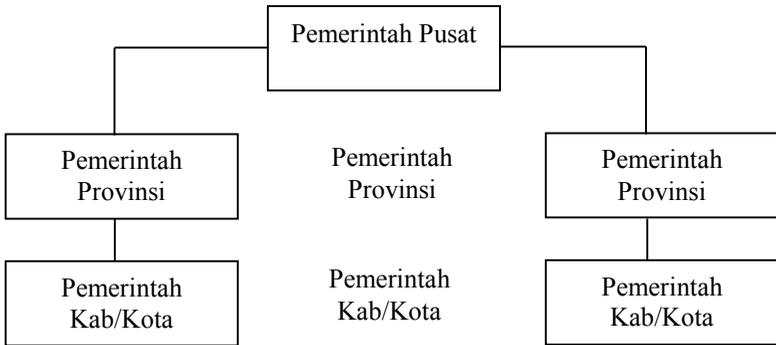 Pemerintah Pusat
Pemerintah
Provinsi
Pemerintah
Provinsi
Pemerintah
Provinsi
Pemerintah
Kab/Kota
Pemerintah
Kab/Kota
Pemerintah
Kab/Kota